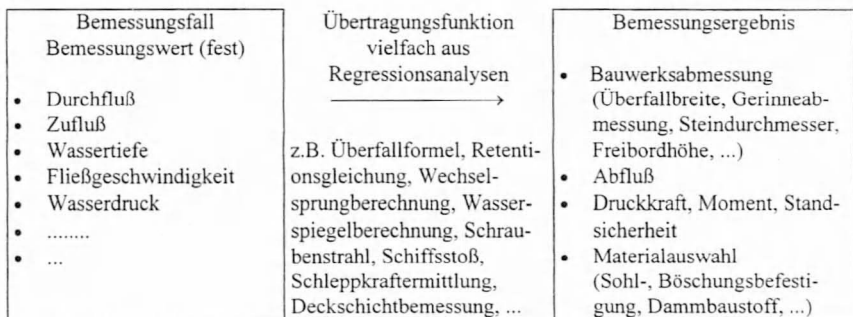 Bemessungsfall
Bemessungswert (fest)
• Durchfluß
• Zufluß
• Wassertiefe
• Fließgeschwindigkeit
• Wasserdruck
• ........
• ...
Übertragungsfunktion
vielfach aus
Regressionsanalysen
z.B. Überfallformel, Retenti-
onsgleichung, Wechsel-
sprungberechnung, Wasser-
spiegelberechnung, Schrau-
benstrahl, Schiffsstoß,
Schleppkraftermittlung,
Deckschichtbemessung, ...
Bemessungsergebnis
• Bauwerksabmessung
(Überfallbreite, Gerinneab-
messung, Steindurchmesser,
Freibordhöhe, ...)
• Abfluß
• Druckkraft, Moment, Stand-
sicherheit
• Materialauswahl
(Sohl-, Böschungsbefesti-
gung, Dammbaustoff, ...)